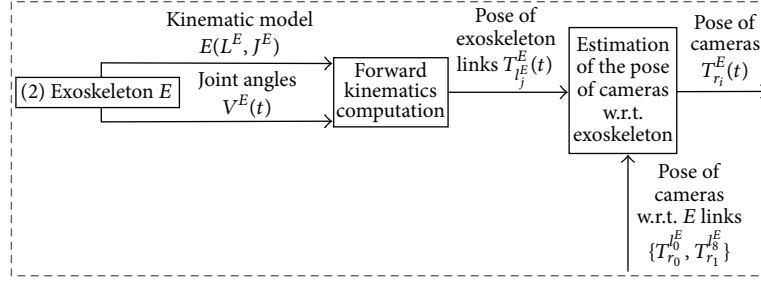 Kinematic model
E(L^E, J^E)
(2) Exoskeleton E
Joint angles
V^E(t)
Forward
kinematics
computation
Pose of
exoskeleton
links T^E_{l^E_j}(t)
Estimation
of the pose
of cameras
w.r.t.
exoskeleton
Pose of
cameras
T^E_{r_i}(t)
Pose of
cameras
w.r.t. E links
{T^{l^E_0}_{r_0}, T^{l^E_8}_{r_1}}